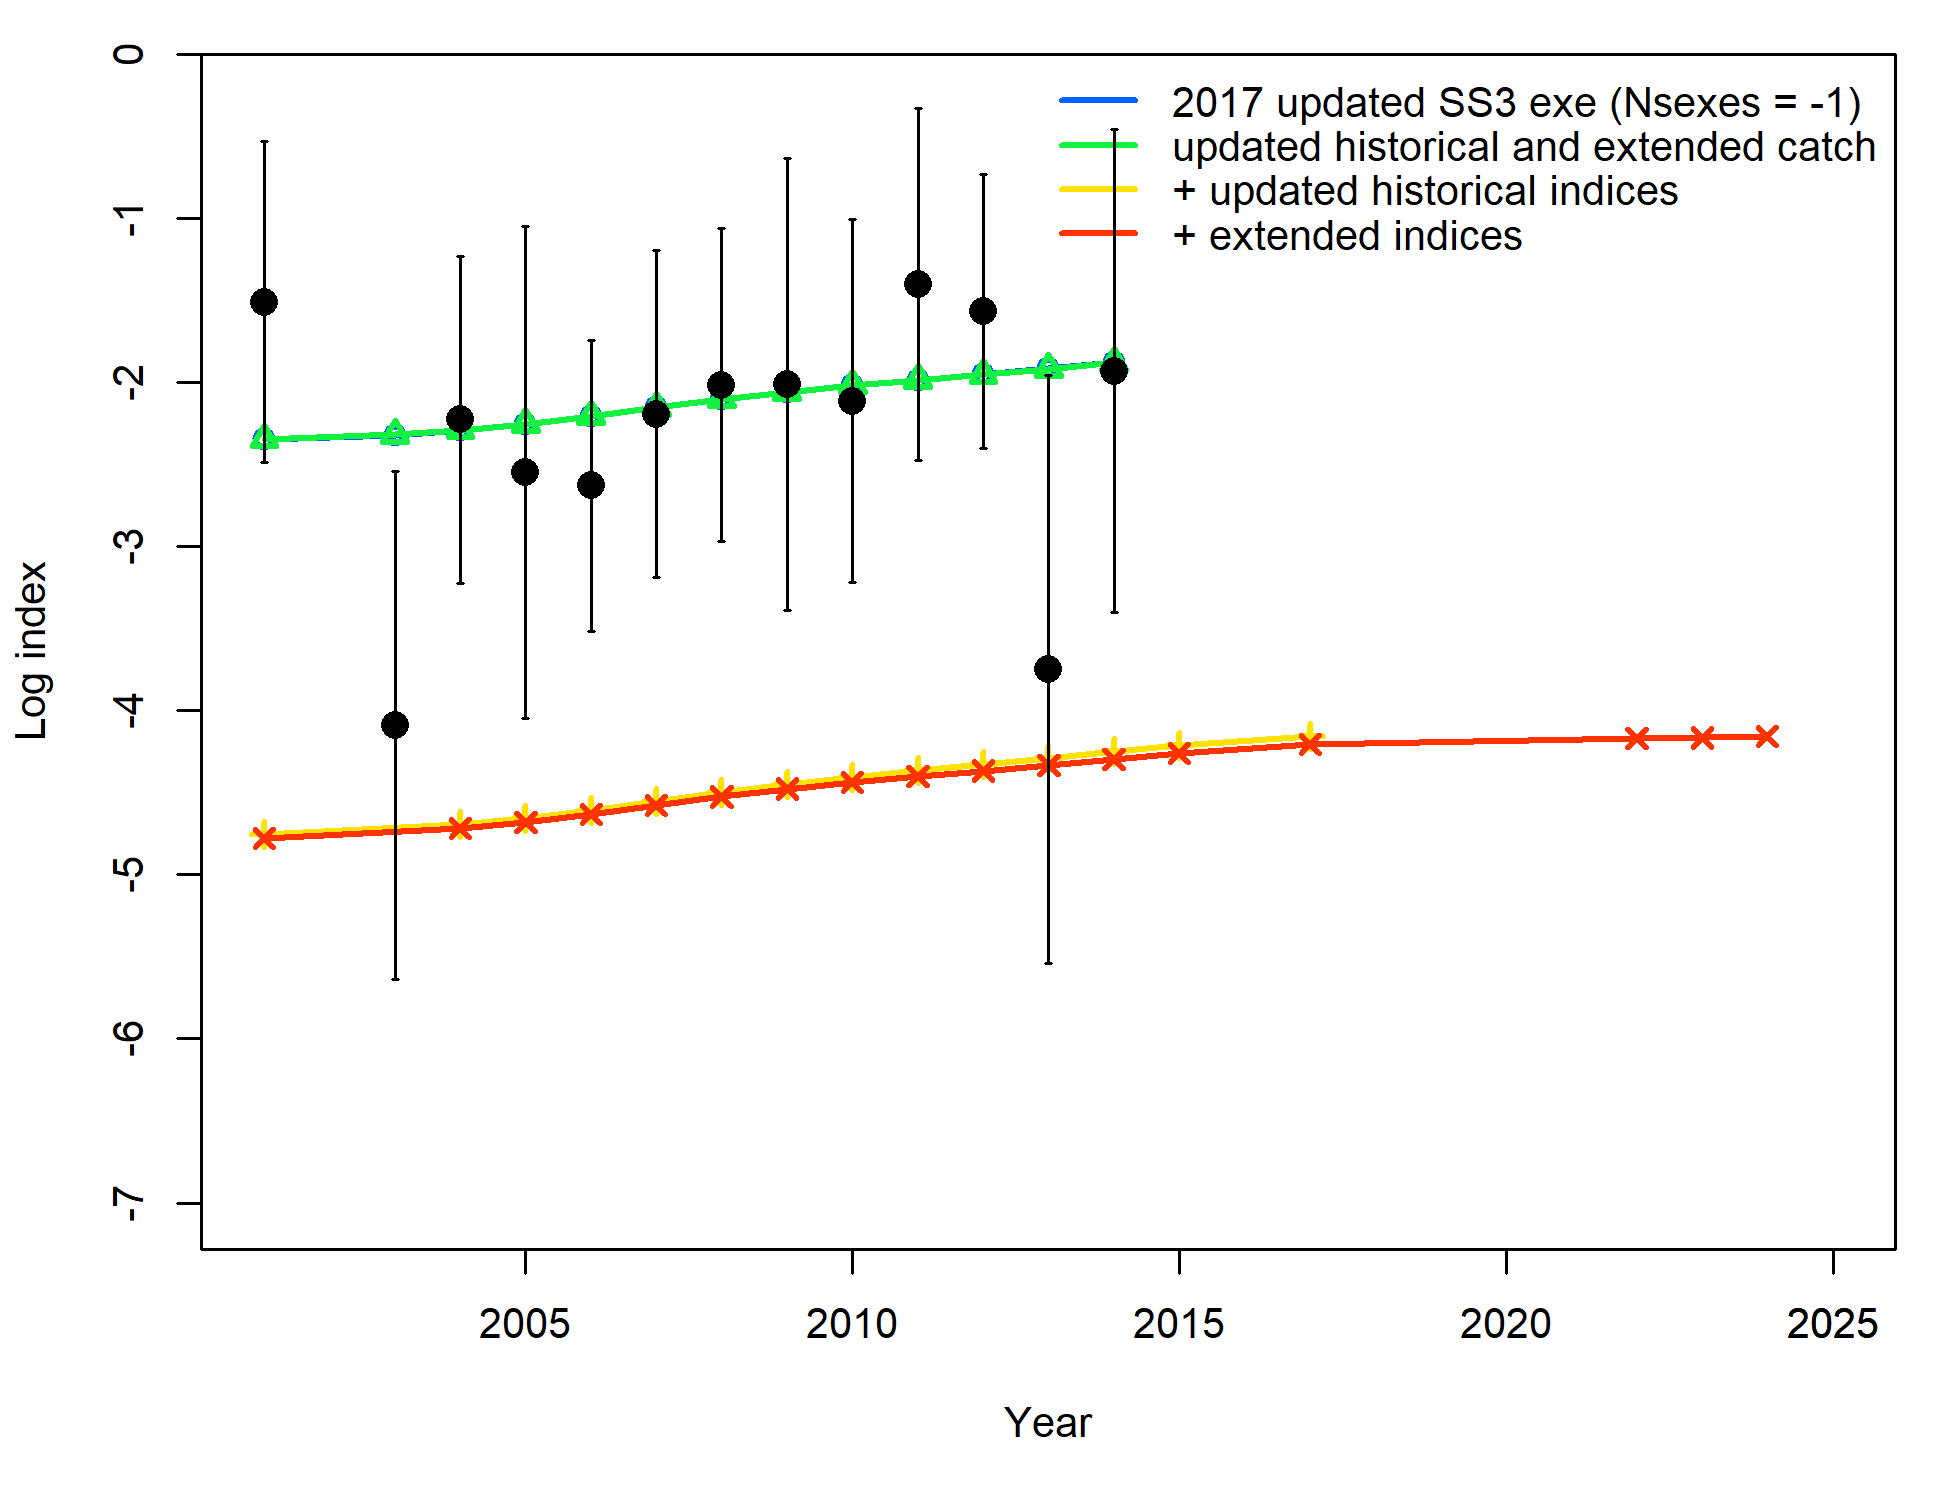 0
-1
-2
-3
-4
-5
-6
-7
Log index
2017 updated SS3 exe (Nsexes = -1)
updated historical and extended catch
+ updated historical indices
+ extended indices
2005 2010 2015 2020 2025
Year